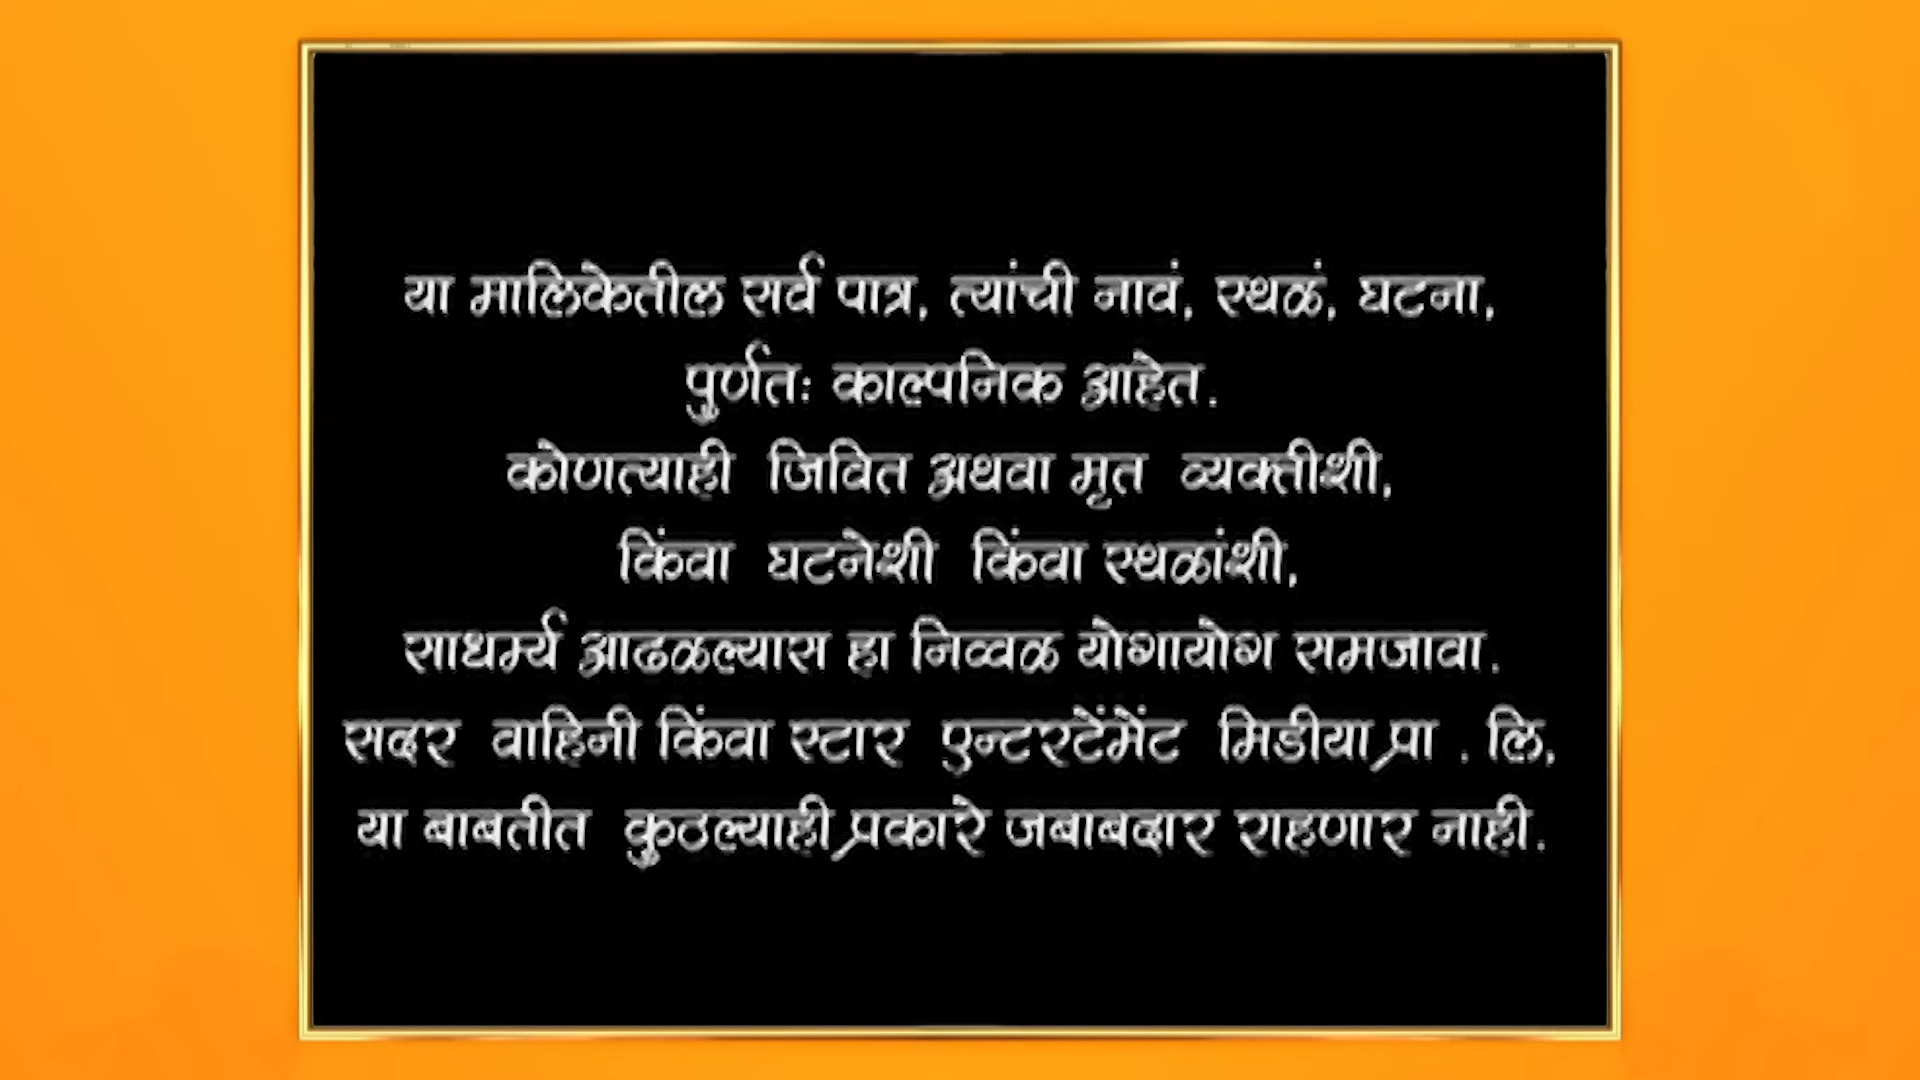 या मालिकेतील सर्व पात्र, त्यांची नावं, स्थळं, घटना,
पुर्णतः काल्पनिक आहेत.
कोणत्याही जिवित अथवा मृत व्यक्तीशी,
किंवा घटनेशी किंवा स्थळांशी,
साधर्म्य आढळल्यास हा निव्वळ योगायोग समजावा.
सदर वाहिनी किंवा स्टार एन्टरटेंमेंट मिडीया प्रा . लि,
या बाबतीत कुठल्याही प्रकारे जबाबदार राहणार नाही.